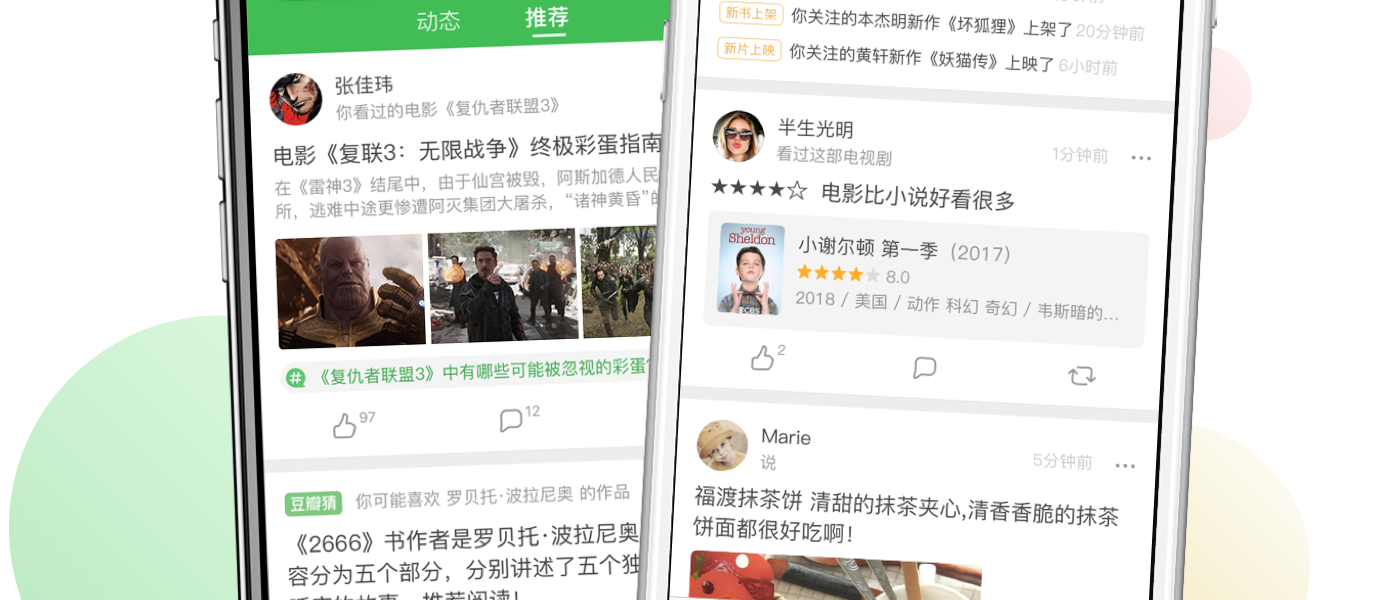 动态
推荐
张佳玮
你看过的电影《复仇者联盟3》
电影《复联3：无限战争》终极彩蛋指南
在《雷神3》结尾中，由于仙宫被毁，阿斯加德人民
所，逃难中途更惨遭阿灭集团大屠杀，“诸神黄昏”的
《复仇者联盟3》中有哪些可能被忽视的彩蛋
97
12
豆瓣猜 你可能喜欢 罗贝托·波拉尼奥 的作品
《2666》书作者是罗贝托·波拉尼奥
容分为五个部分，分别讲述了五个独
新书上架 你关注的本杰明新作《坏狐狸》上架了 20分钟前
新片上映 你关注的黄轩新作《妖猫传》上映了 6小时前
半生光明
看过这部电视剧
1分钟前
★★★★☆ 电影比小说好看很多
young
Sheldon
CBS
小谢尔顿 第一季（2017）
★★★★★ 8.0
2018 / 美国 / 动作 科幻 奇幻 / 韦斯暗的...
2
Marie
说
5分钟前
福渡抹茶饼 清甜的抹茶夹心,清香香脆的抹茶
饼面都很好吃啊！